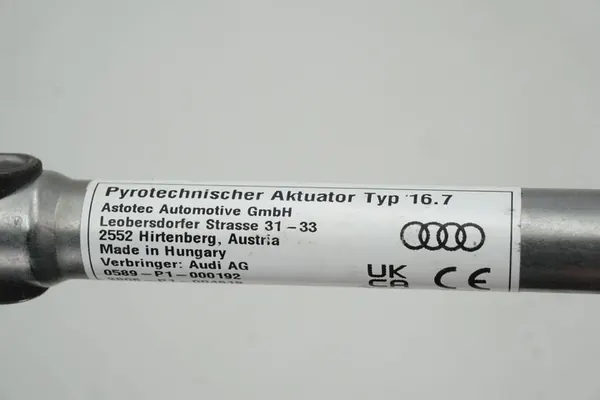 Pyrotechnischer Aktuator Typ 16.7
Astotec Automotive GmbH
Leobersdorfer Strasse 31-33
2552 Hirtenberg, Austria
Made in Hungary
Verbringer: Audi AG
0589-P1-000192
UK
CA
CE